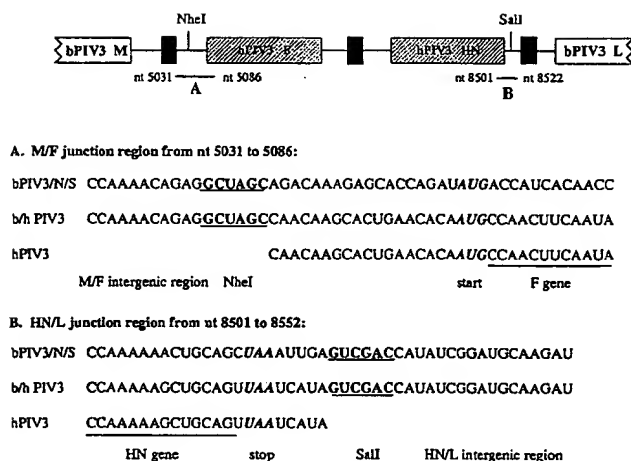 NheI
SalI
bPIV3 M
hPIV3 F
hPIV3 HN
bPIV3 L
nt 5031
nt 5086
nt 8501
nt 8522
A
B
A. M/F junction region from nt 5031 to 5086:
bPIV3/N/S CCAAAACAGAGGCUAGCAGACAAAGAGCACCAGAUAUGACCAUCACAACC
b/h PIV3 CCAAAACAGAGGCUAGCCAACAAGCACTGAACACAAUGCCAACUUCAAUA
hPIV3 CAACAAGCACTGAACACAAUGCCAACUUCAAUA
M/F intergenic region NheI start F gene
B. HN/L junction region from nt 8501 to 8552:
bPIV3/N/S CCAAAAAACUGCAGCUAAAUUGAGUCGACCAUAUCGGAUGCAAGAU
b/h PIV3 CCAAAAAGCUGCAGUUAAUCAUAGUCGACCAUAUCGGAUGCAAGAU
hPIV3 CCAAAAAGCUGCAGUUAAUCAUA
HN gene stop SalI HN/L intergenic region